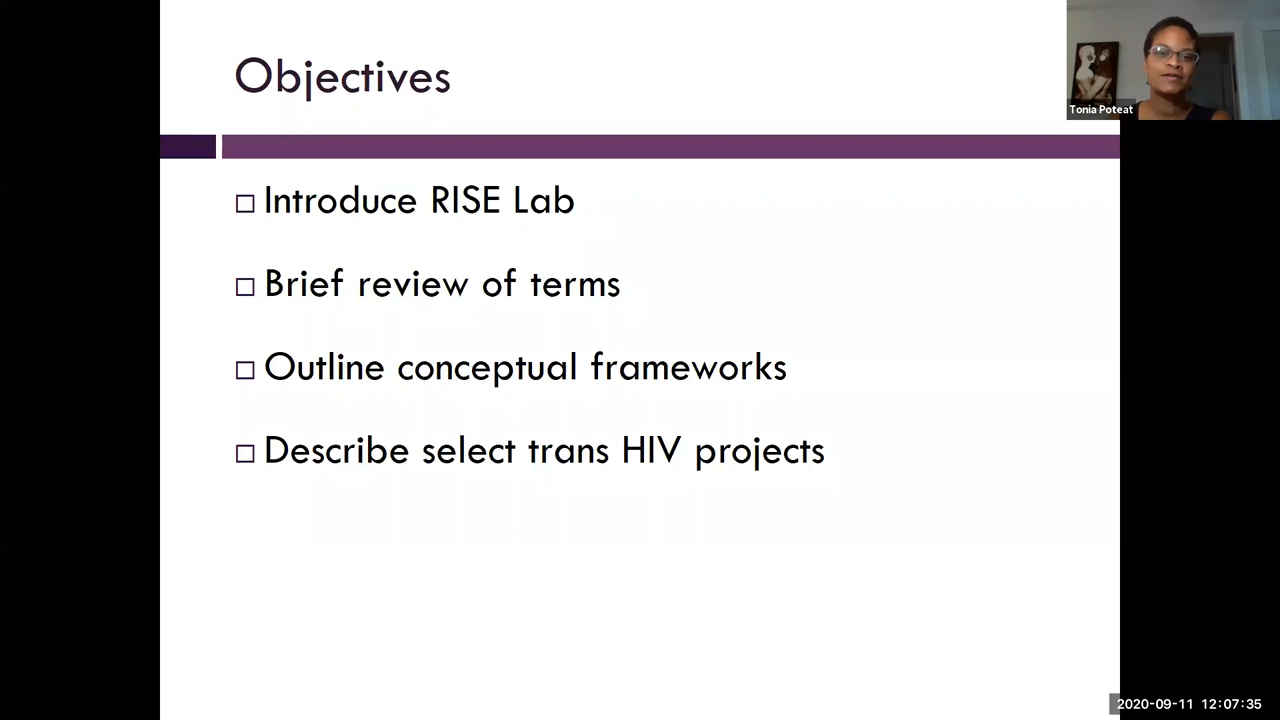 Objectives
Tonia Poteat
Introduce RISE Lab
Brief review of terms
Outline conceptual frameworks
Describe select trans HIV projects
2020-09-11 12:07:35